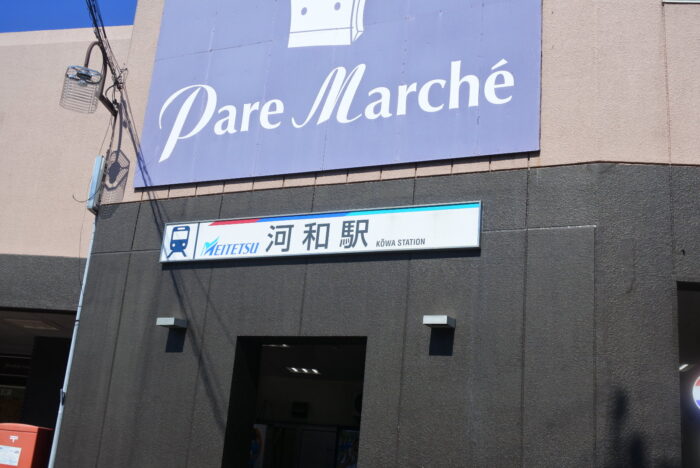 Pare Marché
MEITETSU 河和駅 KŌWA STATION